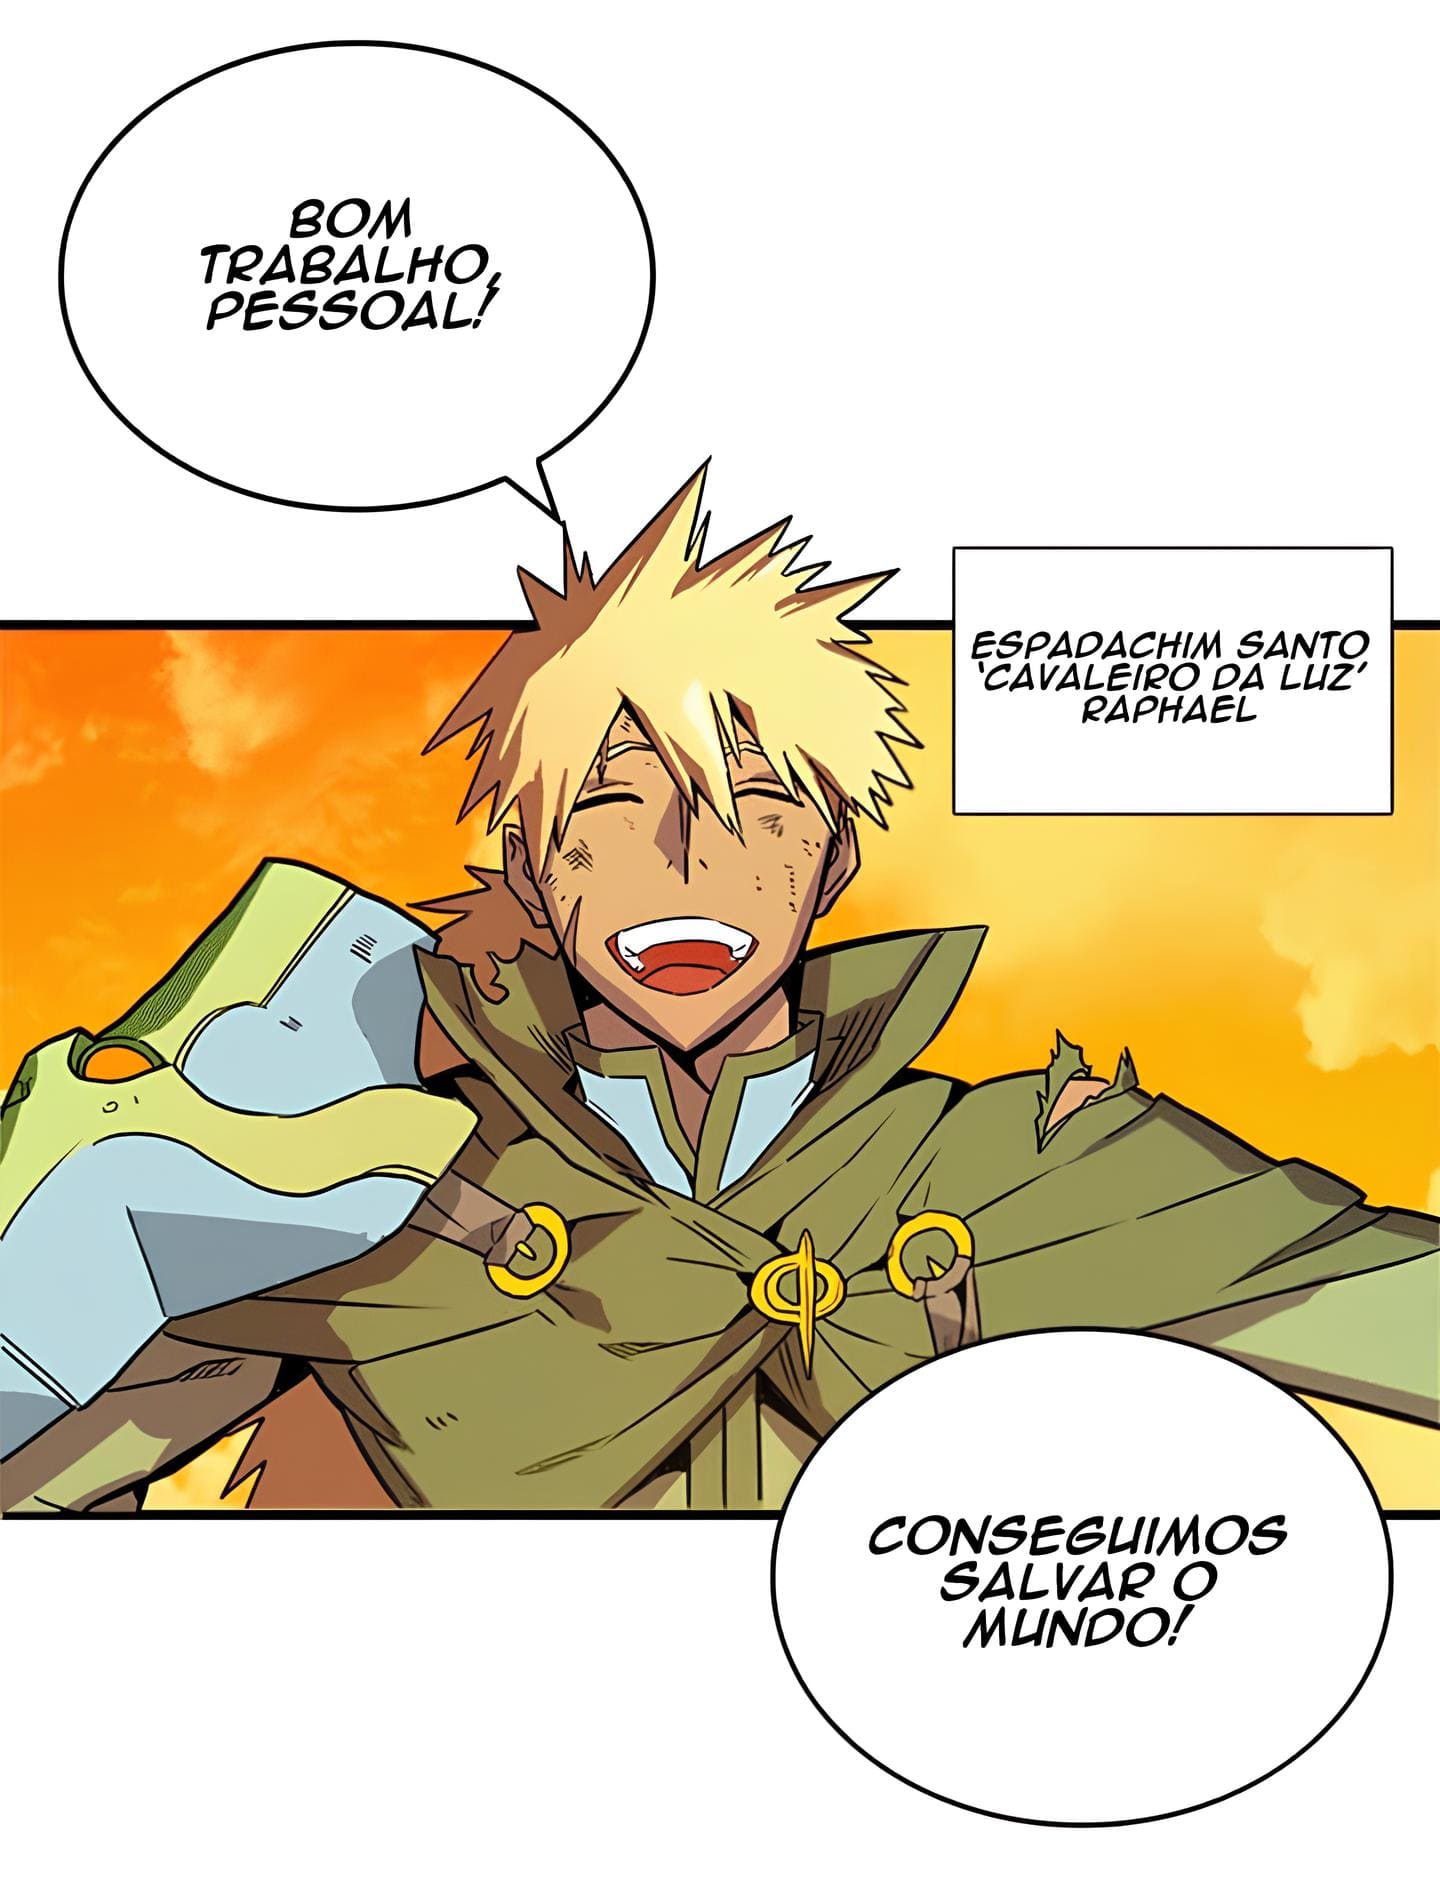 BOM
TRABALHO,
PESSOAL!
ESPADACHIM SANTO
'CAVALEIRO DA LUZ'
RAPHAEL
CONSEGUIMOS
SALVAR O
MUNDO!